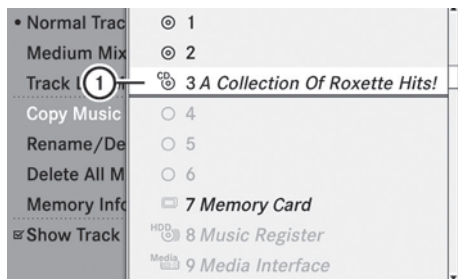 • Normal Trac
Medium Mix
Track L
Copy Music
Rename/De
Delete All M
Memory Info
Show Track
1
2
1
CD 3 A Collection Of Roxette Hits!
4
5
6
7 Memory Card
HDD 8 Music Register
Media 9 Media Interface